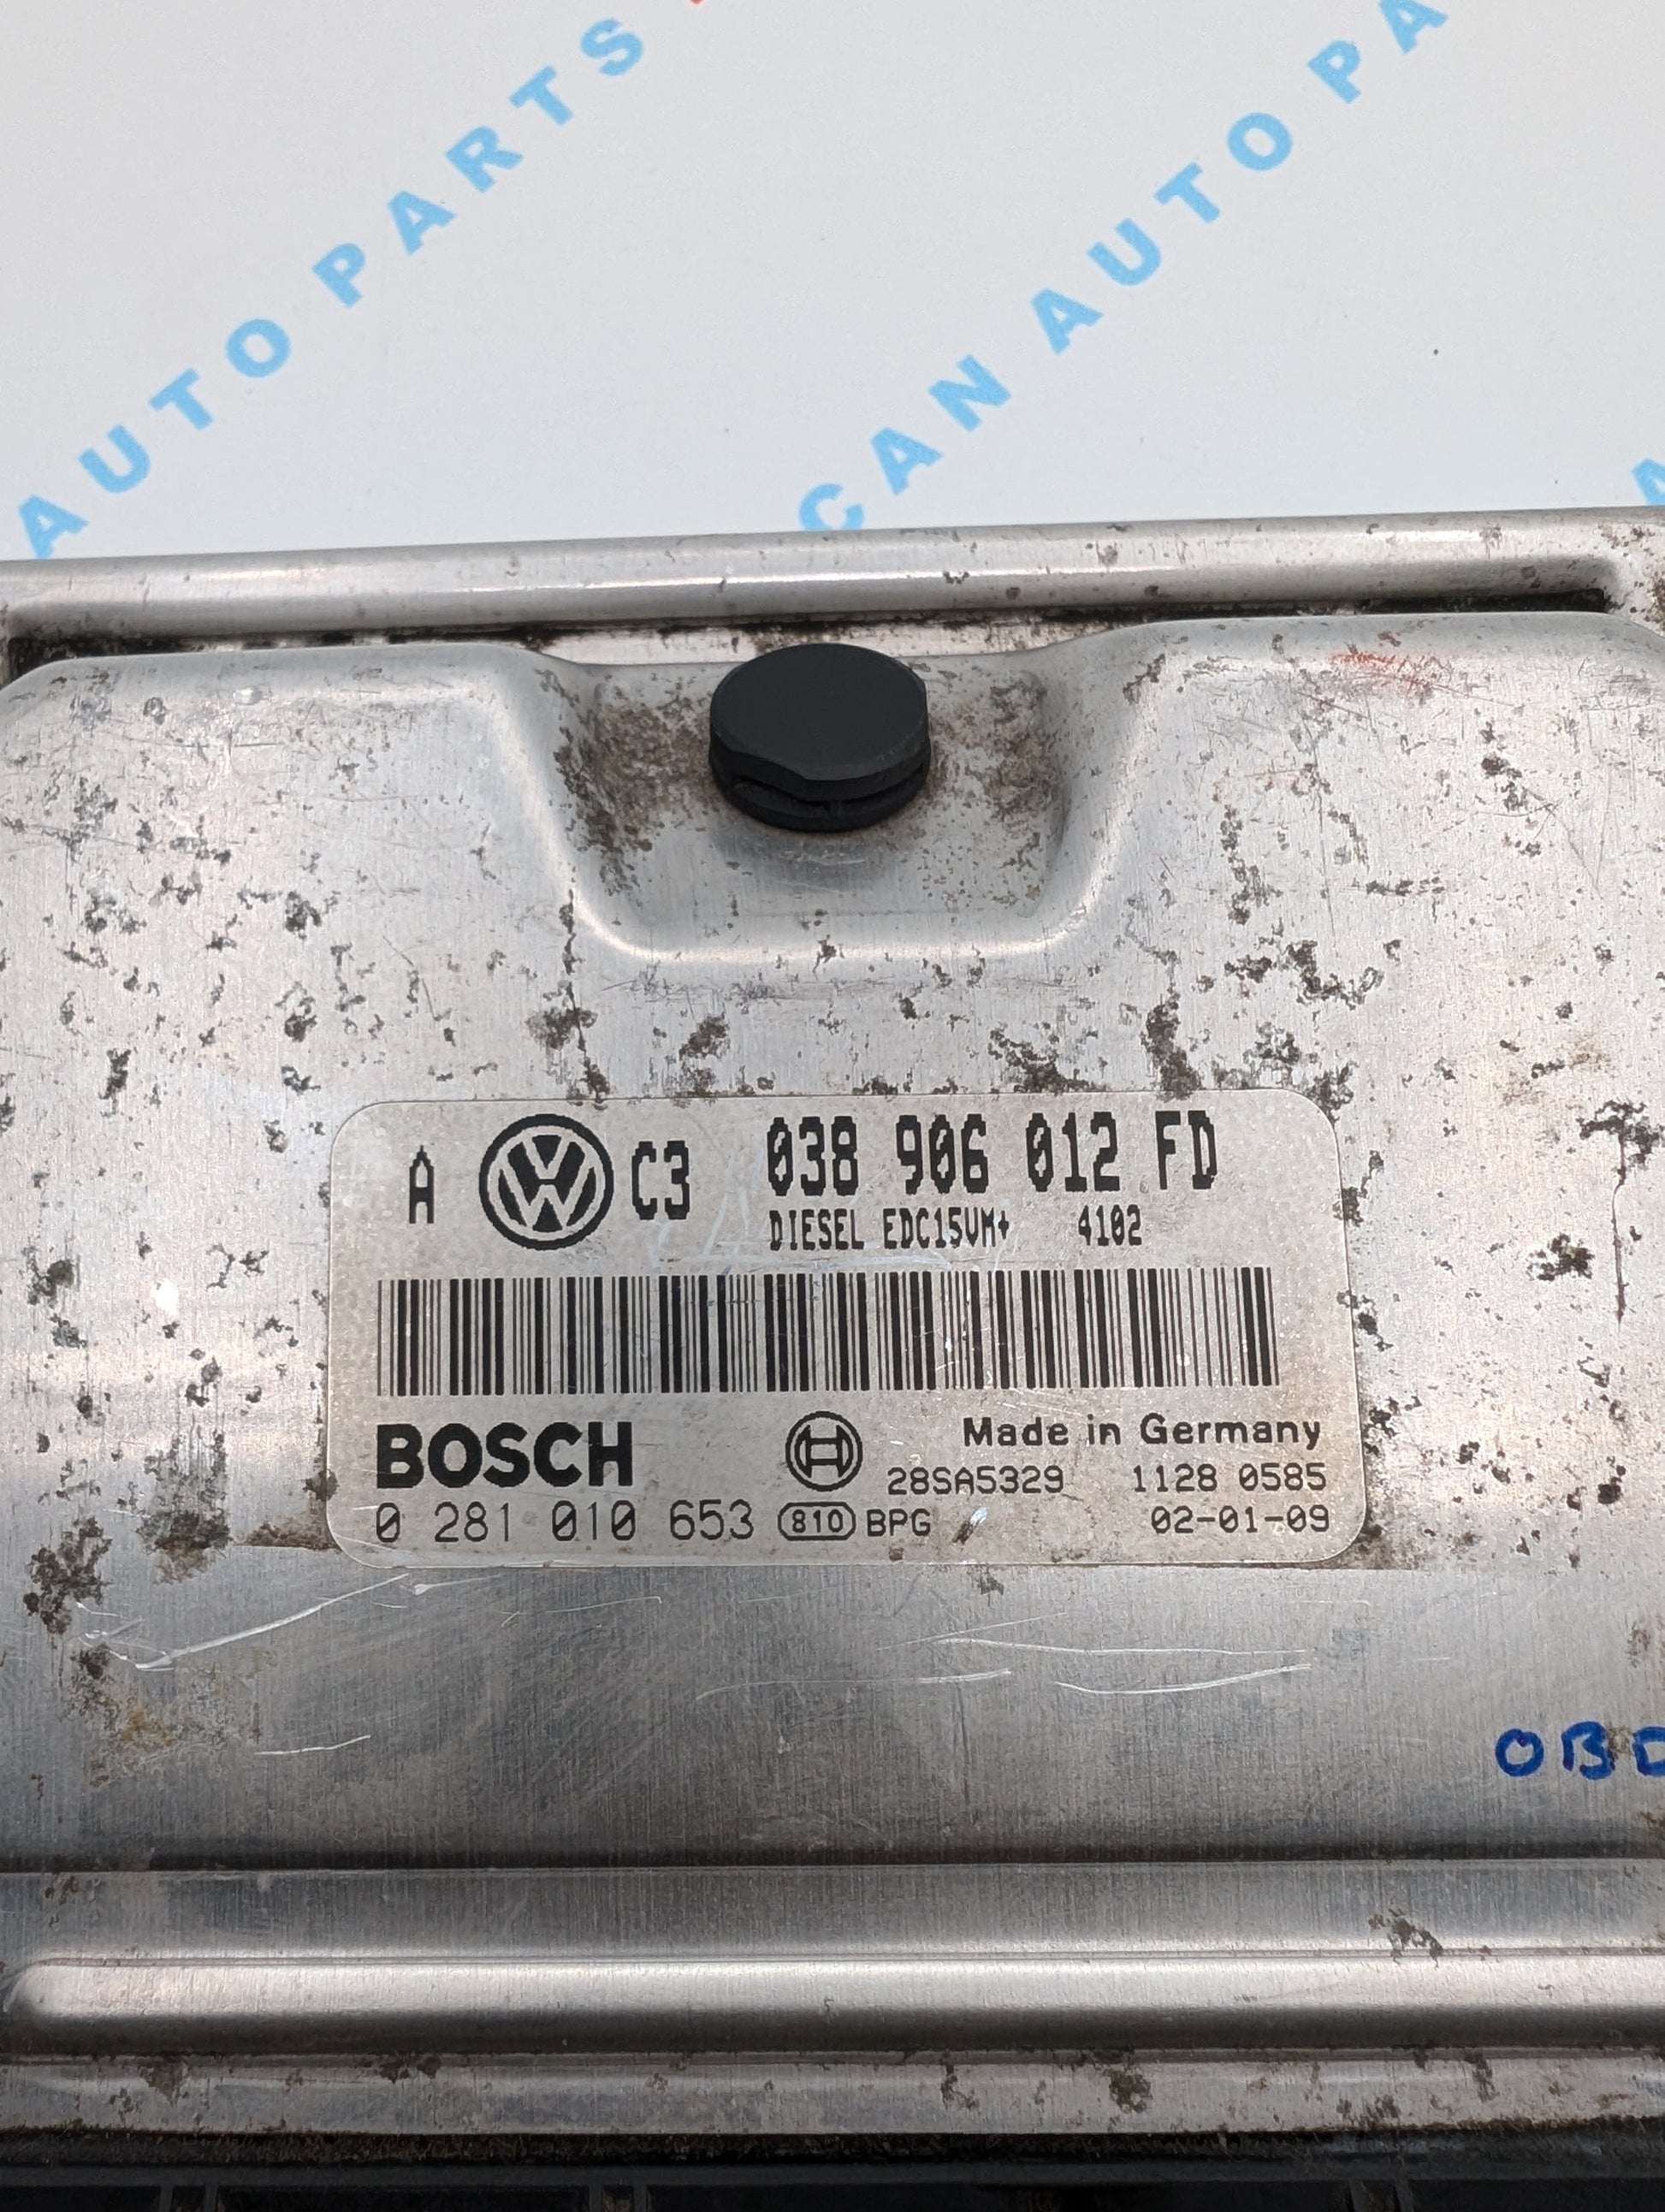 AUTO PARTS
CAN AUTO PA
A VW C3 038 906 012 FD
DIESEL EDC15VM+ 4102
BOSCH Made in Germany
28SA5329 1128 0585
0 281 010 653 810 BPG 02-01-09
OBD